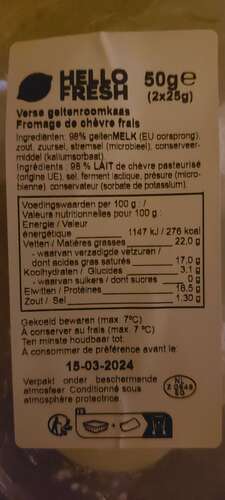 HELLO
FRESH
50g e
(2x25g)
Verse geitenroomkaas
Fromage de chèvre frais
Ingrediënten: 98% geitenMELK (EU oorsprong),
zout, zuursel, stremsel (microbieel), conserveer-
middel (kaliumsorbaat).
Ingrédients : 98 % LAIT de chèvre pasteurisé
(origine UE), sel, ferment lactique, présure (micro-
bienne), conservateur (sorbate de potassium).
Voedingswaarden per 100 g :/
Valeurs nutritionnelles pour 100 g :
Energie / Valeur
énergétique 1147 kJ / 276 kcal
Vetten / Matières grasses 22,0 g
- waarvan verzadigde vetzuren /
dont acides gras saturés 17,0 g
Koolhydraten / Glucides 3,1 g
- waarvan suikers / dont sucres 0 g
Eiwitten / Protéines 16,5 g
Zout / Sel 1,30 g
Gekoeld bewaren (max. 7ºC)
À conserver au frais (max. 7 ºC)
Ten minste houdbaar tot:
À consommer de préférence avant le:
15-03-2024
Verpakt onder beschermende
atmosfeer. Conditionné sous
atmosphère protectrice.
NL